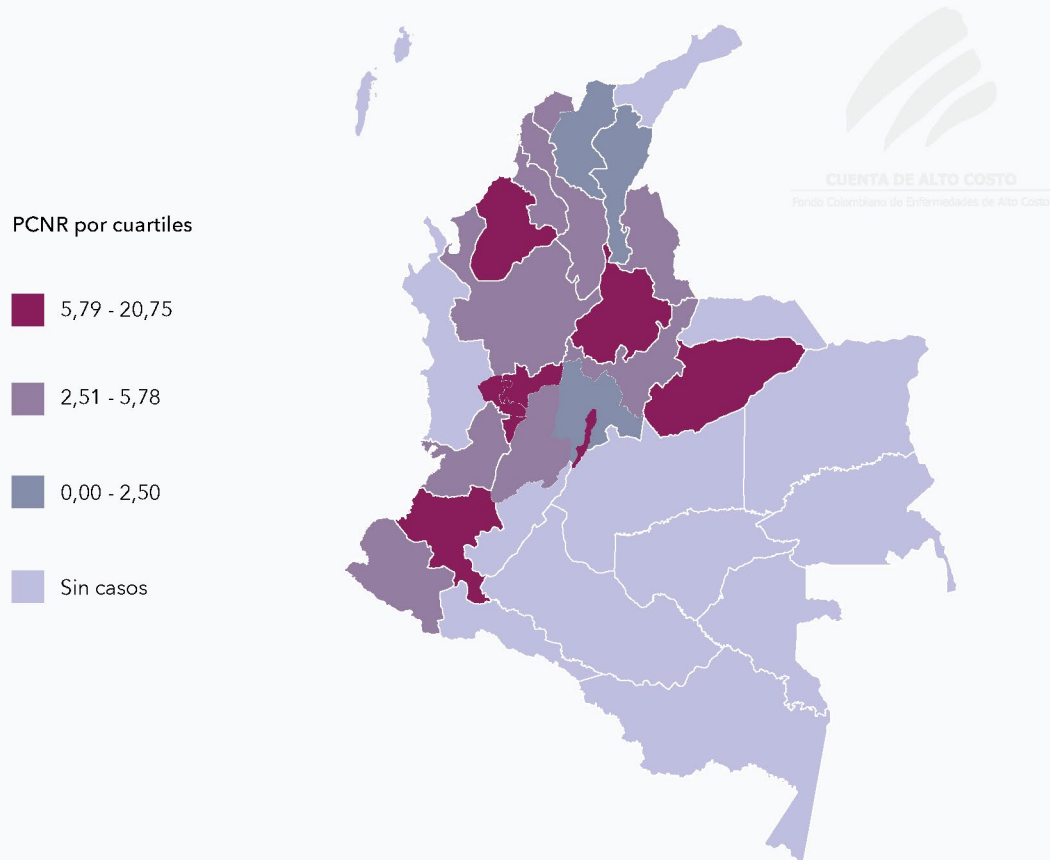 CUENTA DE ALTO COSTO
Fondo Colombiano de Enfermedades de Alto Costo
PCNR por cuartiles
5,79 - 20,75
2,51 - 5,78
0,00 - 2,50
Sin casos